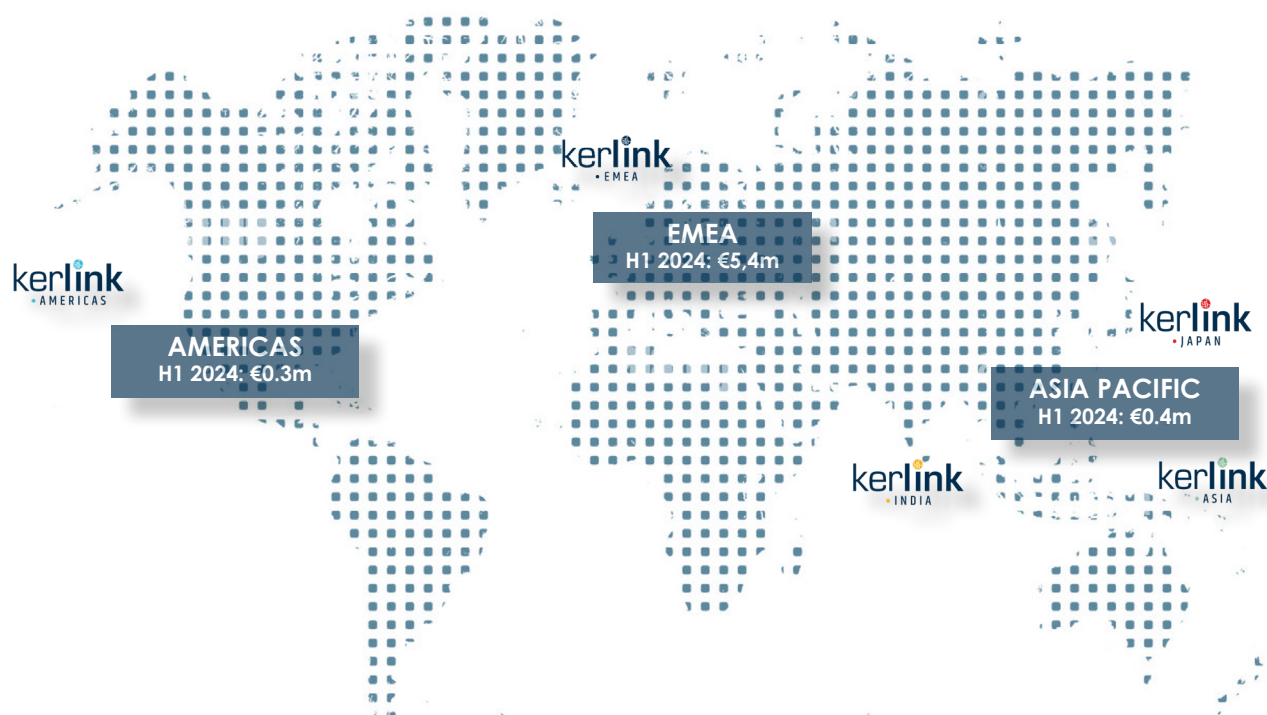 kerlink
• EMEA
EMEA
H1 2024: €5,4m
kerlink
• AMERICAS
AMERICAS
H1 2024: €0.3m
kerlink
• JAPAN
ASIA PACIFIC
H1 2024: €0.4m
kerlink
• INDIA
kerlink
• ASIA